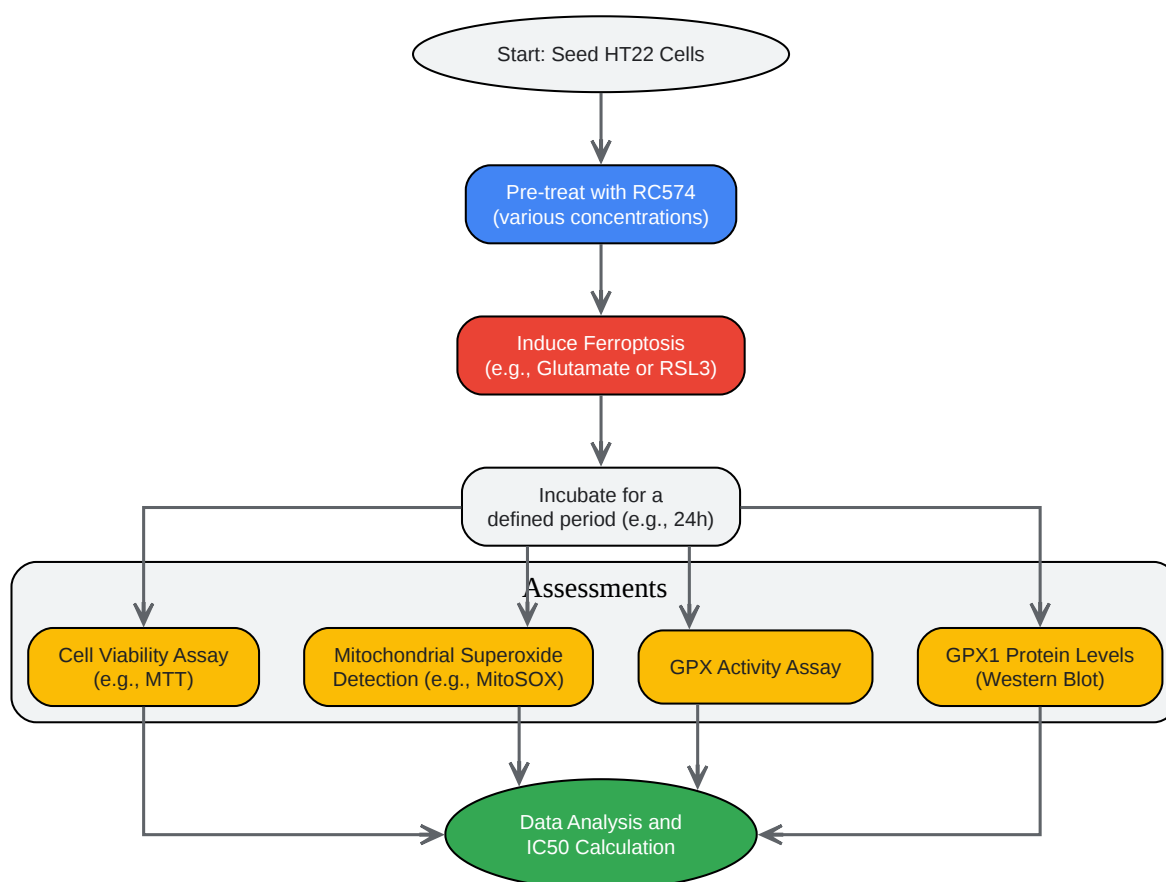 Start: Seed HT22 Cells
Pre-treat with RC574
(various concentrations)
Induce Ferroptosis
(e.g., Glutamate or RSL3)
Incubate for a
defined period (e.g., 24h)
Assessments
Cell Viability Assay
(e.g., MTT)
Mitochondrial Superoxide
Detection (e.g., MitoSOX)
GPX Activity Assay
GPX1 Protein Levels
(Western Blot)
Data Analysis and
IC50 Calculation